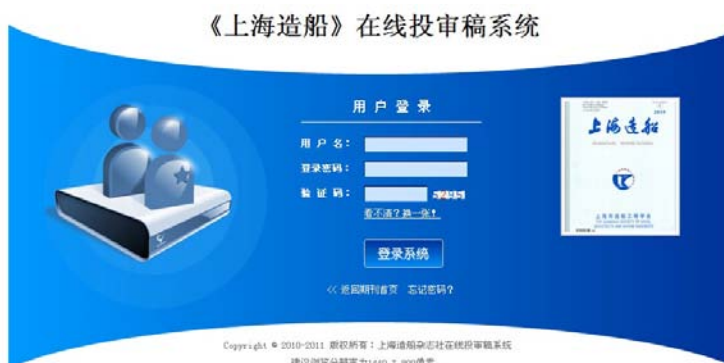 《上海造船》在线投审稿系统
用户登录
用户名：
登录密码：
验证码：
5295
看不清？换一张！
登录系统
<< 返回期刊首页 忘记密码？
上海造船
Copyright © 2010-2011 版权所有：上海造船杂志社在线投审稿系统